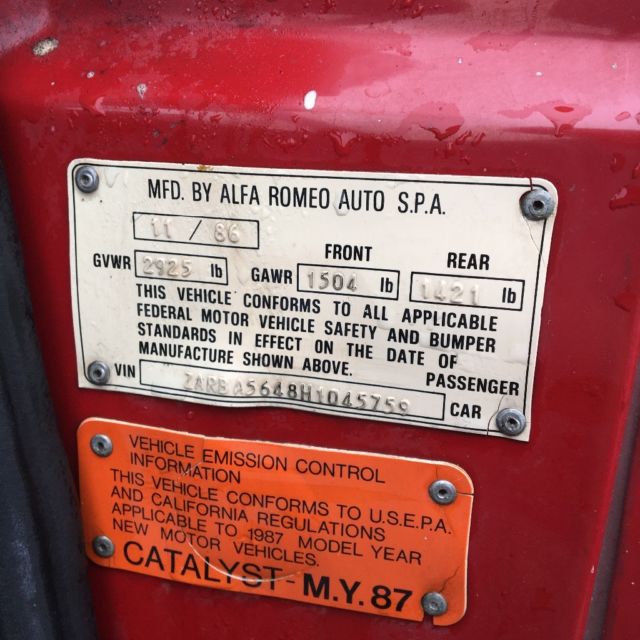 MFD. BY ALFA ROMEO AUTO S.P.A.
11 / 86
FRONT REAR
GVWR 2925 lb GAWR 1504 lb 1421 lb
THIS VEHICLE CONFORMS TO ALL APPLICABLE
FEDERAL MOTOR VEHICLE SAFETY AND BUMPER
STANDARDS IN EFFECT ON THE DATE OF
MANUFACTURE SHOWN ABOVE. PASSENGER
VIN ZARBA5648H1045759 CAR
VEHICLE EMISSION CONTROL
INFORMATION
THIS VEHICLE CONFORMS TO U.S.E.P.A.
AND CALIFORNIA REGULATIONS
APPLICABLE TO 1987 MODEL YEAR
NEW MOTOR VEHICLES.
CATALYST - M.Y. 87